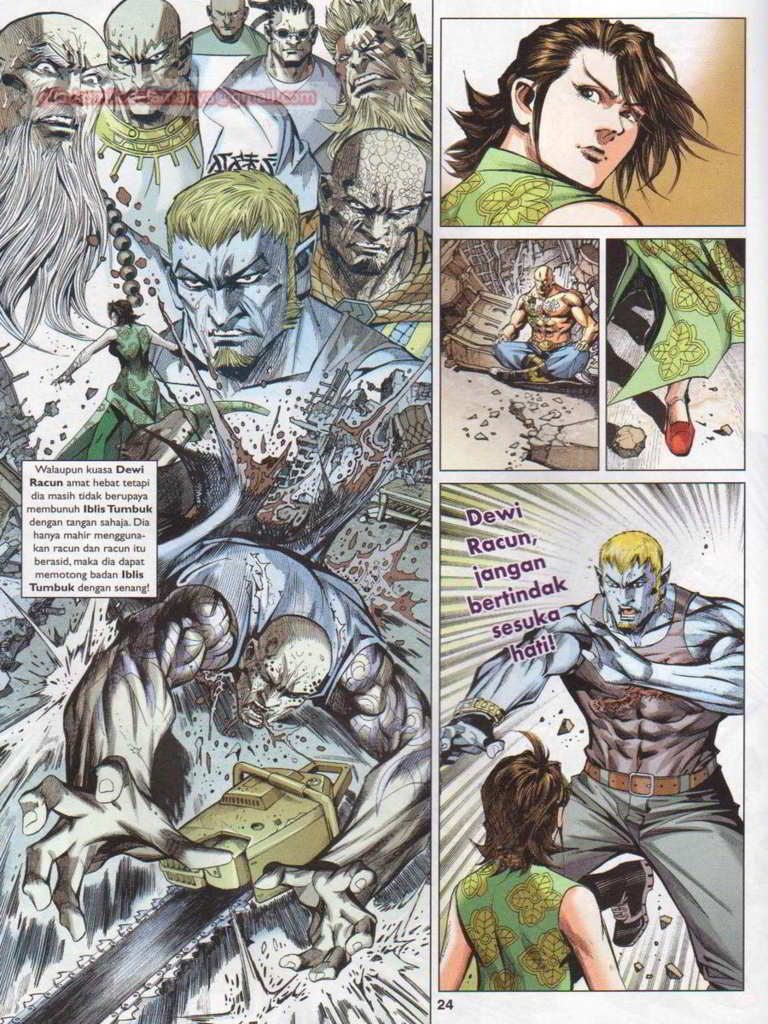 Walaupun kuasa Dewi
Racun amat hebat tetapi
dia masih tidak berupaya
membunuh Iblis Tumbuk
dengan tangan sahaja. Dia
hanya mahir mengguna-
kan racun dan racun itu
berasid, maka dia dapat
memotong badan Iblis
Tumbuk dengan senang!
Dewi
Racun,
jangan
bertindak
sesuka
hati!
24